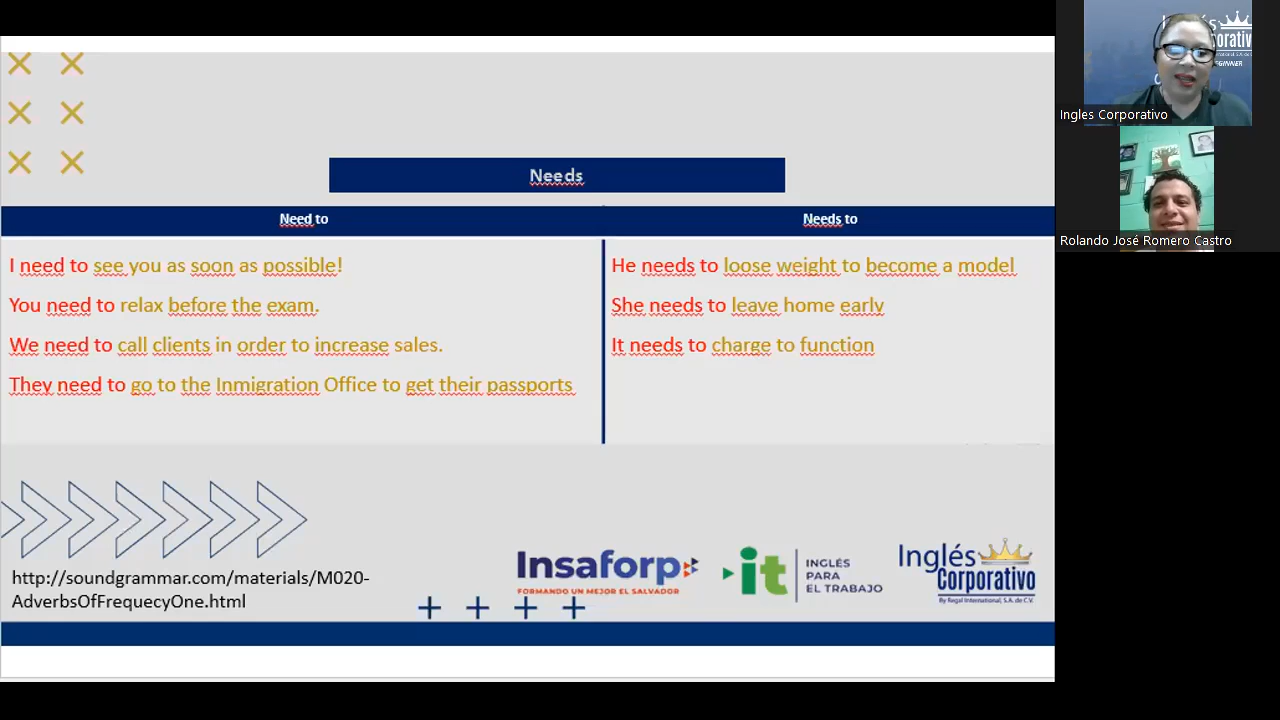 Needs
Need to
Needs to
I need to see you as soon as possible!
You need to relax before the exam.
We need to call clients in order to increase sales.
They need to go to the Inmigration Office to get their passports
He needs to loose weight to become a model
She needs to leave home early
It needs to charge to function
http://soundgrammar.com/materials/M020-
AdverbsOfFrequecyOne.html
Insaforp
FORMANDO UN MEJOR EL SALVADOR
it
INGLÉS
PARA
EL TRABAJO
Inglés
Corporativo
By Regal International, S.A. de C.V.
Ingles Corporativo
Rolando José Romero Castro